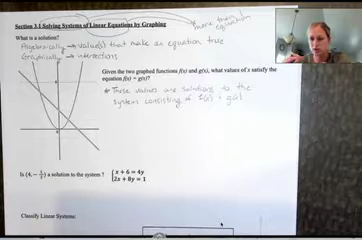 more than
equation
Section 3.1 Solving Systems of Linear Equations by Graphing
What is a solution?
Algebraically → value(s) that make an equation true
Graphically → intersections
Given the two graphed functions f(x) and g(x), what values of x satisfy the
equation f(x) = g(x)?
* These values are solutions to the
system consisting of f(x) & g(x)
Is (4, - ) a solution to the system ? { x + 6 = 4y
2x + 8y = 1
Classify Linear Systems: